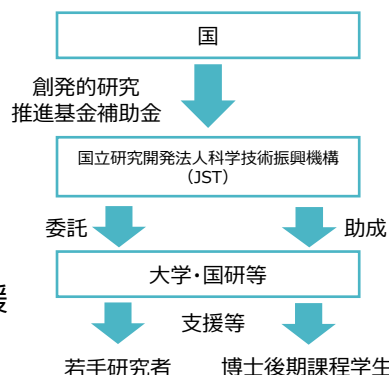 国
創発的研究
推進基金補助金
国立研究開発法人科学技術振興機構
（JST）
委託
助成
大学・国研等
援
支援等
若手研究者
博士後期課程学生